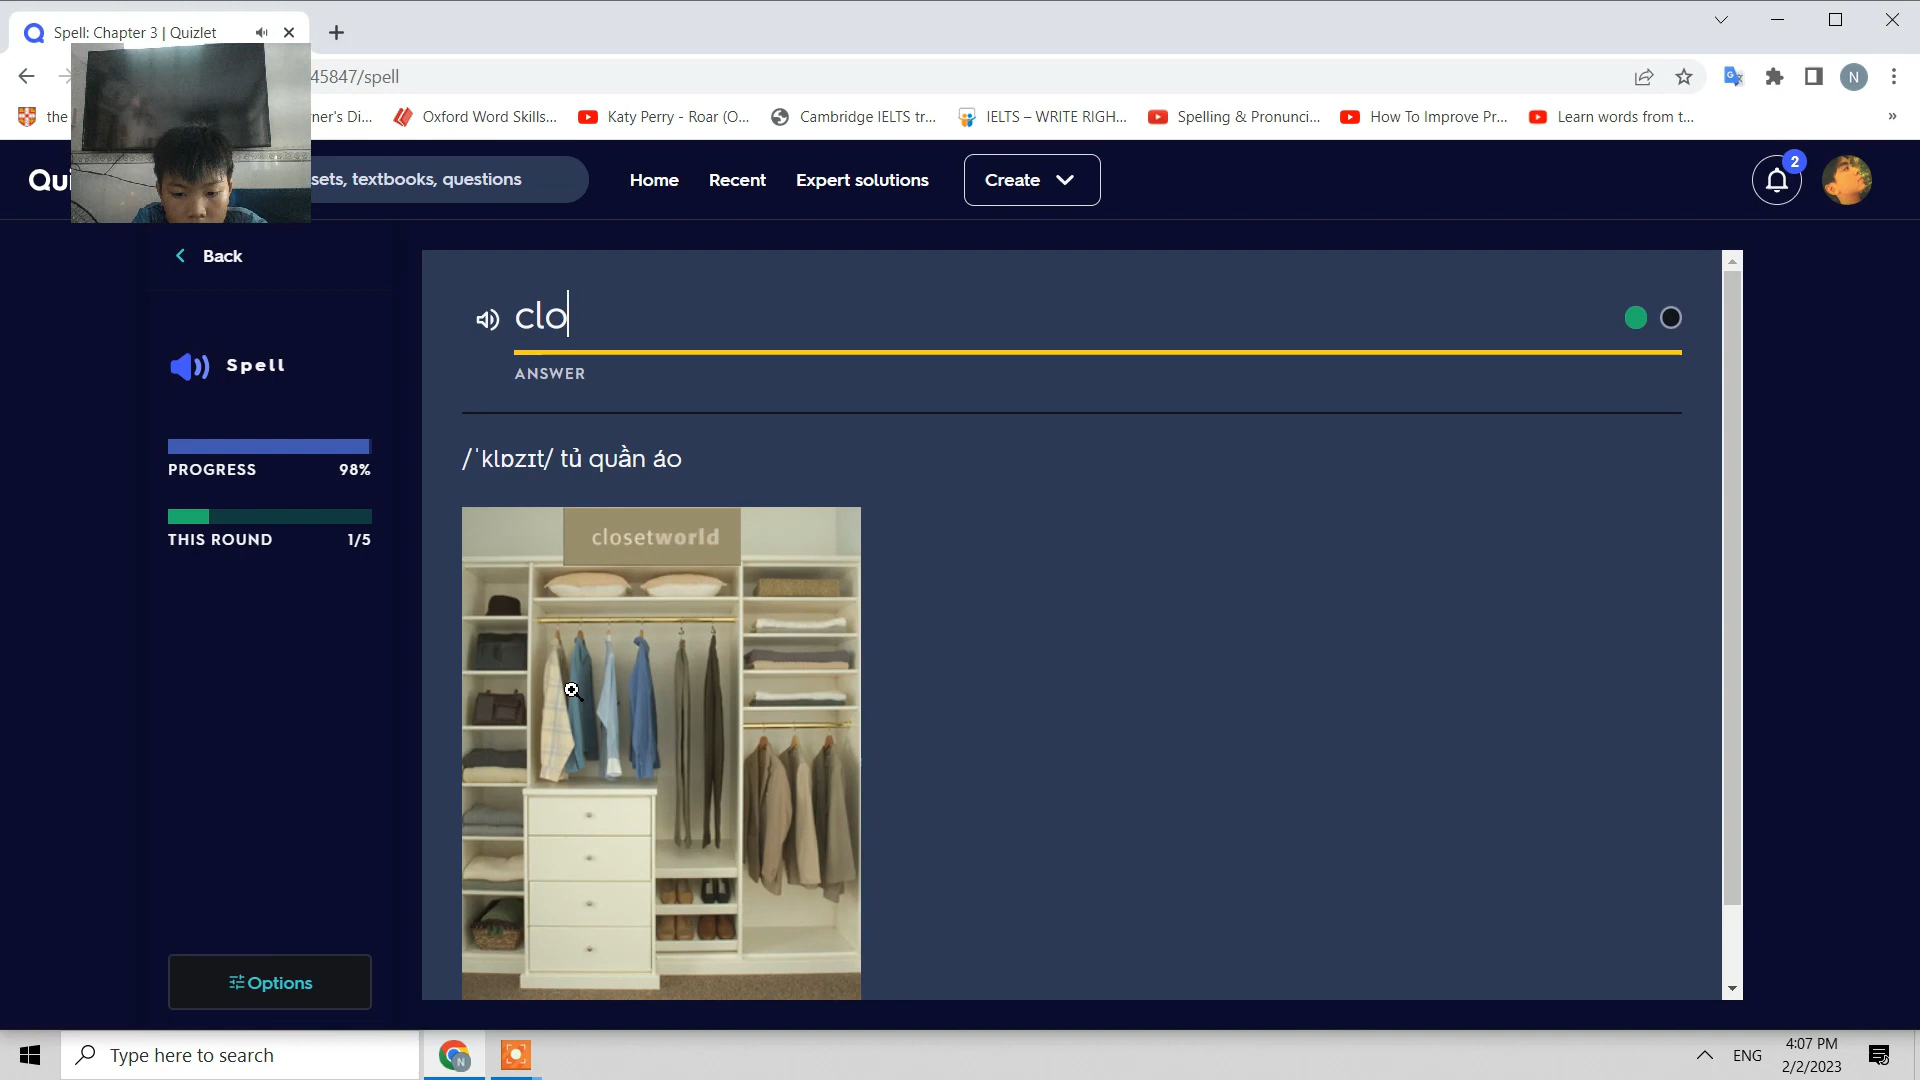 Spell: Chapter 3 | Quizlet
45847/spell
the
ner's Di...
Oxford Word Skills...
Katy Perry - Roar (O...
Cambridge IELTS tr...
IELTS – WRITE RIGH...
Spelling & Pronunci...
How To Improve Pr...
Learn words from t...
»
Qui
sets, textbooks, questions
Home
Recent
Expert solutions
Create
2
N
Back
clo
ANSWER
Spell
PROGRESS 98%
THIS ROUND 1/5
/ˈklɒzɪt/ tủ quần áo
closetworld
Options
Type here to search
N
ENG
4:07 PM
2/2/2023